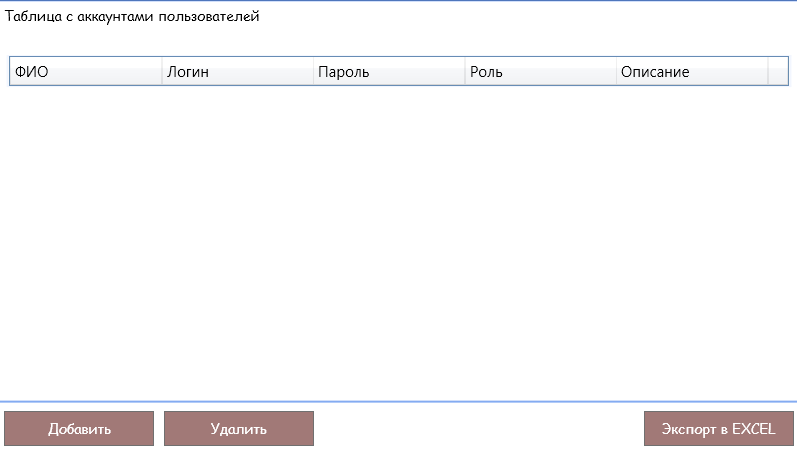 Таблица с аккаунтами пользователей
ФИО Логин Пароль Роль Описание
Добавить Удалить Экспорт в EXCEL